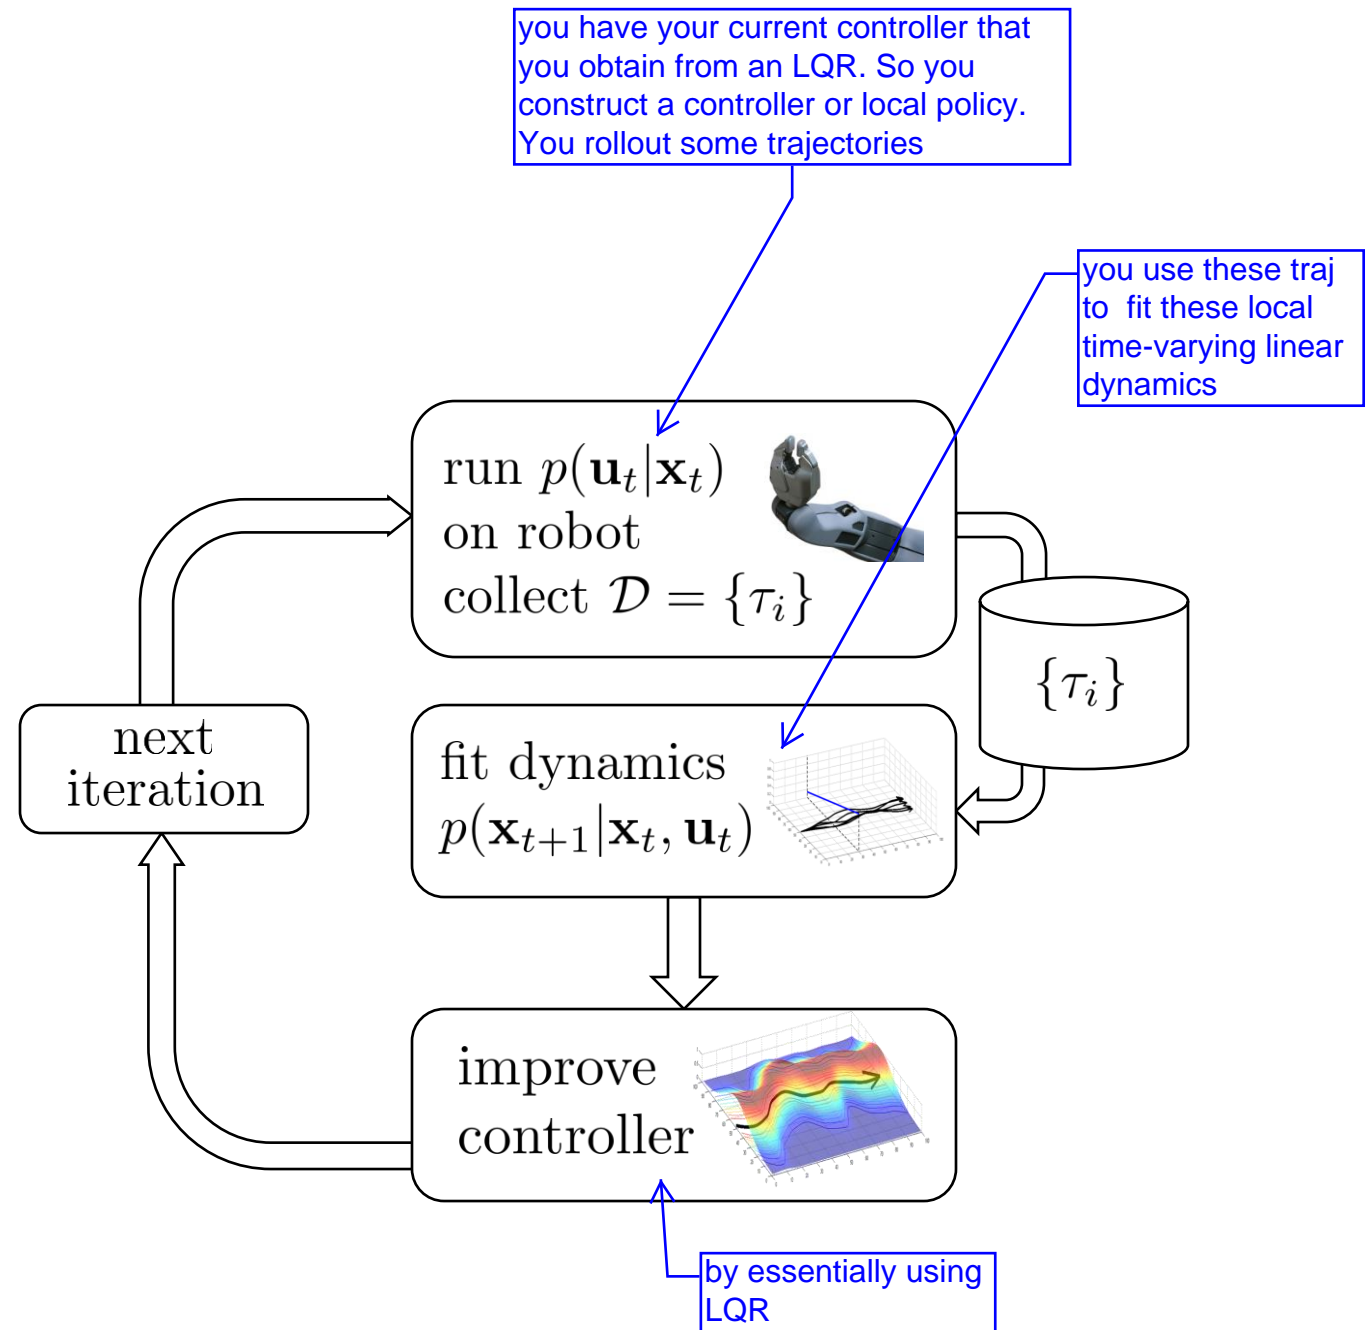 you have your current controller that
you obtain from an LQR. So you
construct a controller or local policy.
You rollout some trajectories
you use these traj
to  fit these local
time-varying linear
dynamics
run p(𝐮_t|𝐱_t)
on robot
collect 𝒟 = {τ_i}
{τ_i}
next
iteration
fit dynamics
p(𝐱_{t+1}|𝐱_t, 𝐮_t)
improve
controller
by essentially using
LQR